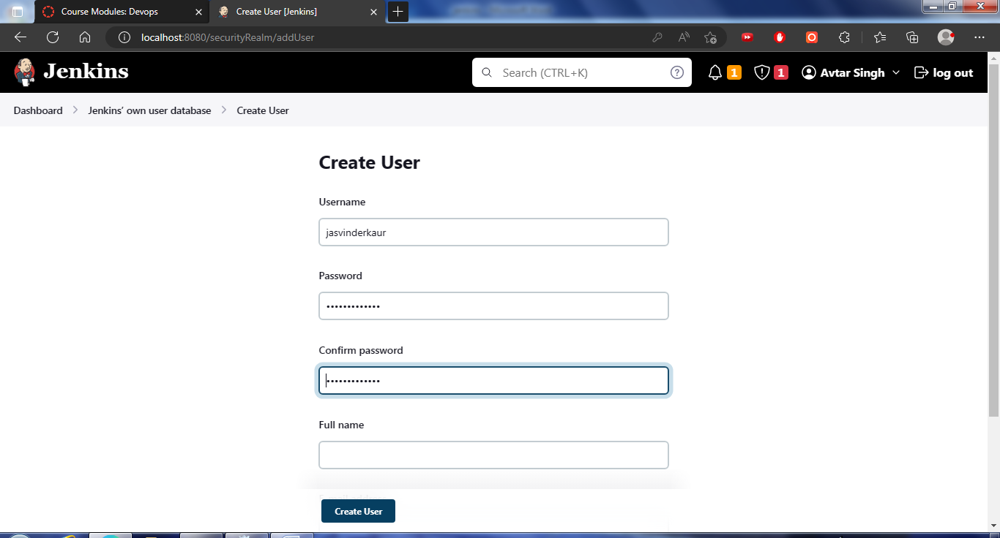 Course Modules: Devops
Create User [Jenkins]
localhost:8080/securityRealm/addUser
Jenkins
Search (CTRL+K)
1
1
Avtar Singh
log out
Dashboard
Jenkins' own user database
Create User
Create User
Username
jasvinderkaur
Password
•••••••••••••
Confirm password
•••••••••••••
Full name
Create User